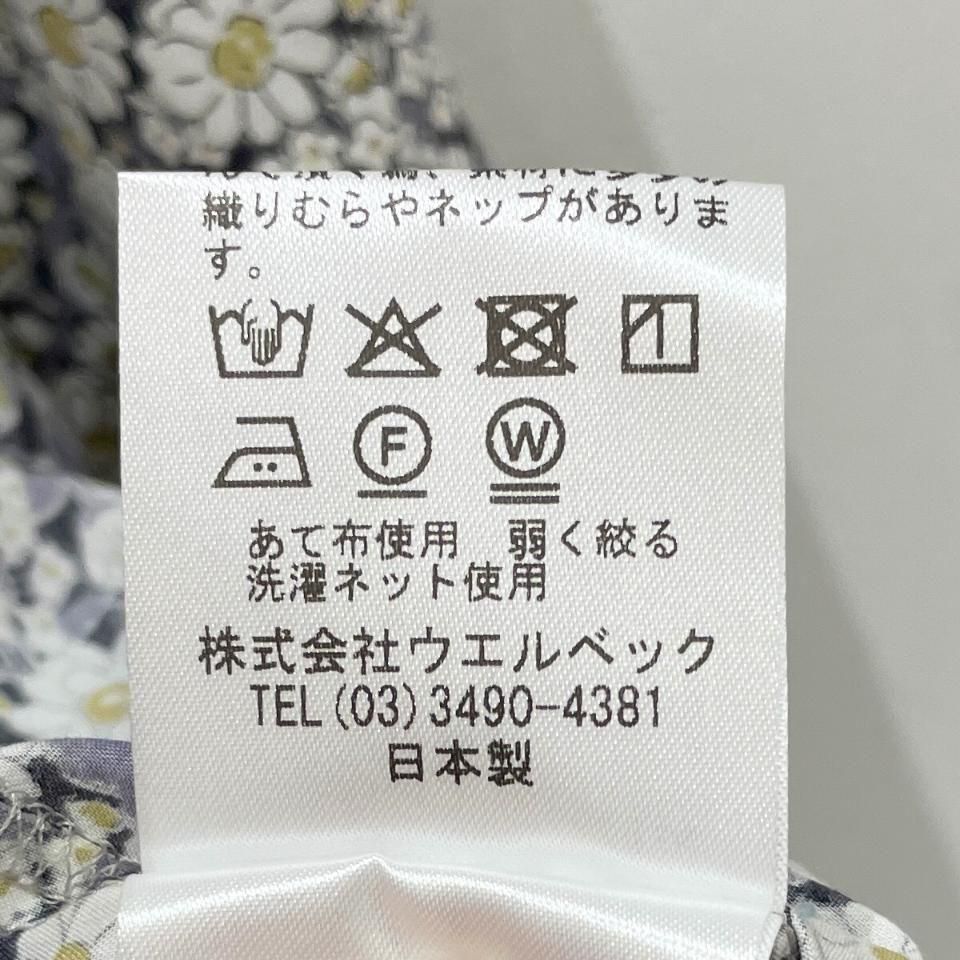 織りむらやネップがありま
す。
F W
あて布使用 弱く絞る
洗濯ネット使用
株式会社ウエルベック
TEL(03)3490-4381
日本製